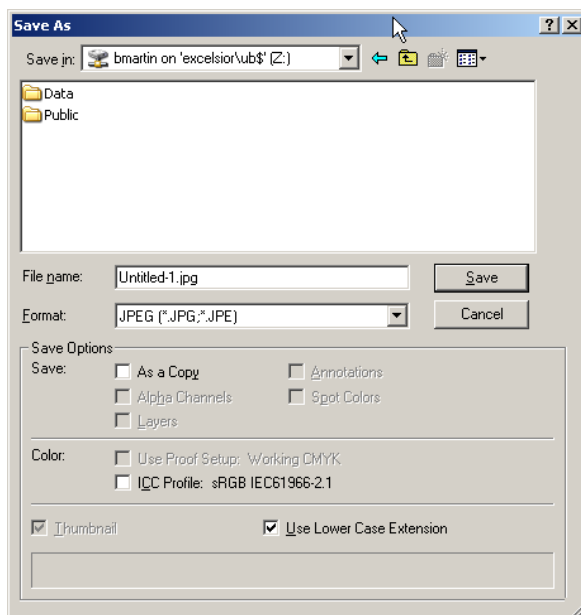 Save As
Save in: bmartin on 'excelsior\ub$' (Z:)
Data
Public
File name: Untitled-1.jpg Save
Format: JPEG (*.JPG;*.JPE) Cancel
Save Options
Save: As a Copy Annotations
Alpha Channels Spot Colors
Layers
Color: Use Proof Setup: Working CMYK
ICC Profile: sRGB IEC61966-2.1
Thumbnail Use Lower Case Extension